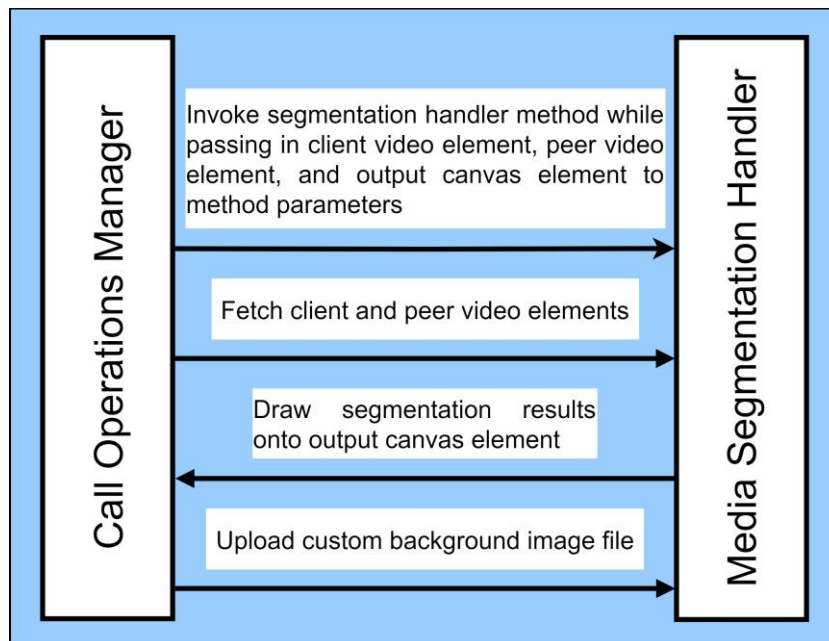 Call Operations Manager
Invoke segmentation handler method while
passing in client video element, peer video
element, and output canvas element to
method parameters
Fetch client and peer video elements
Draw segmentation results
onto output canvas element
Upload custom background image file
Media Segmentation Handler